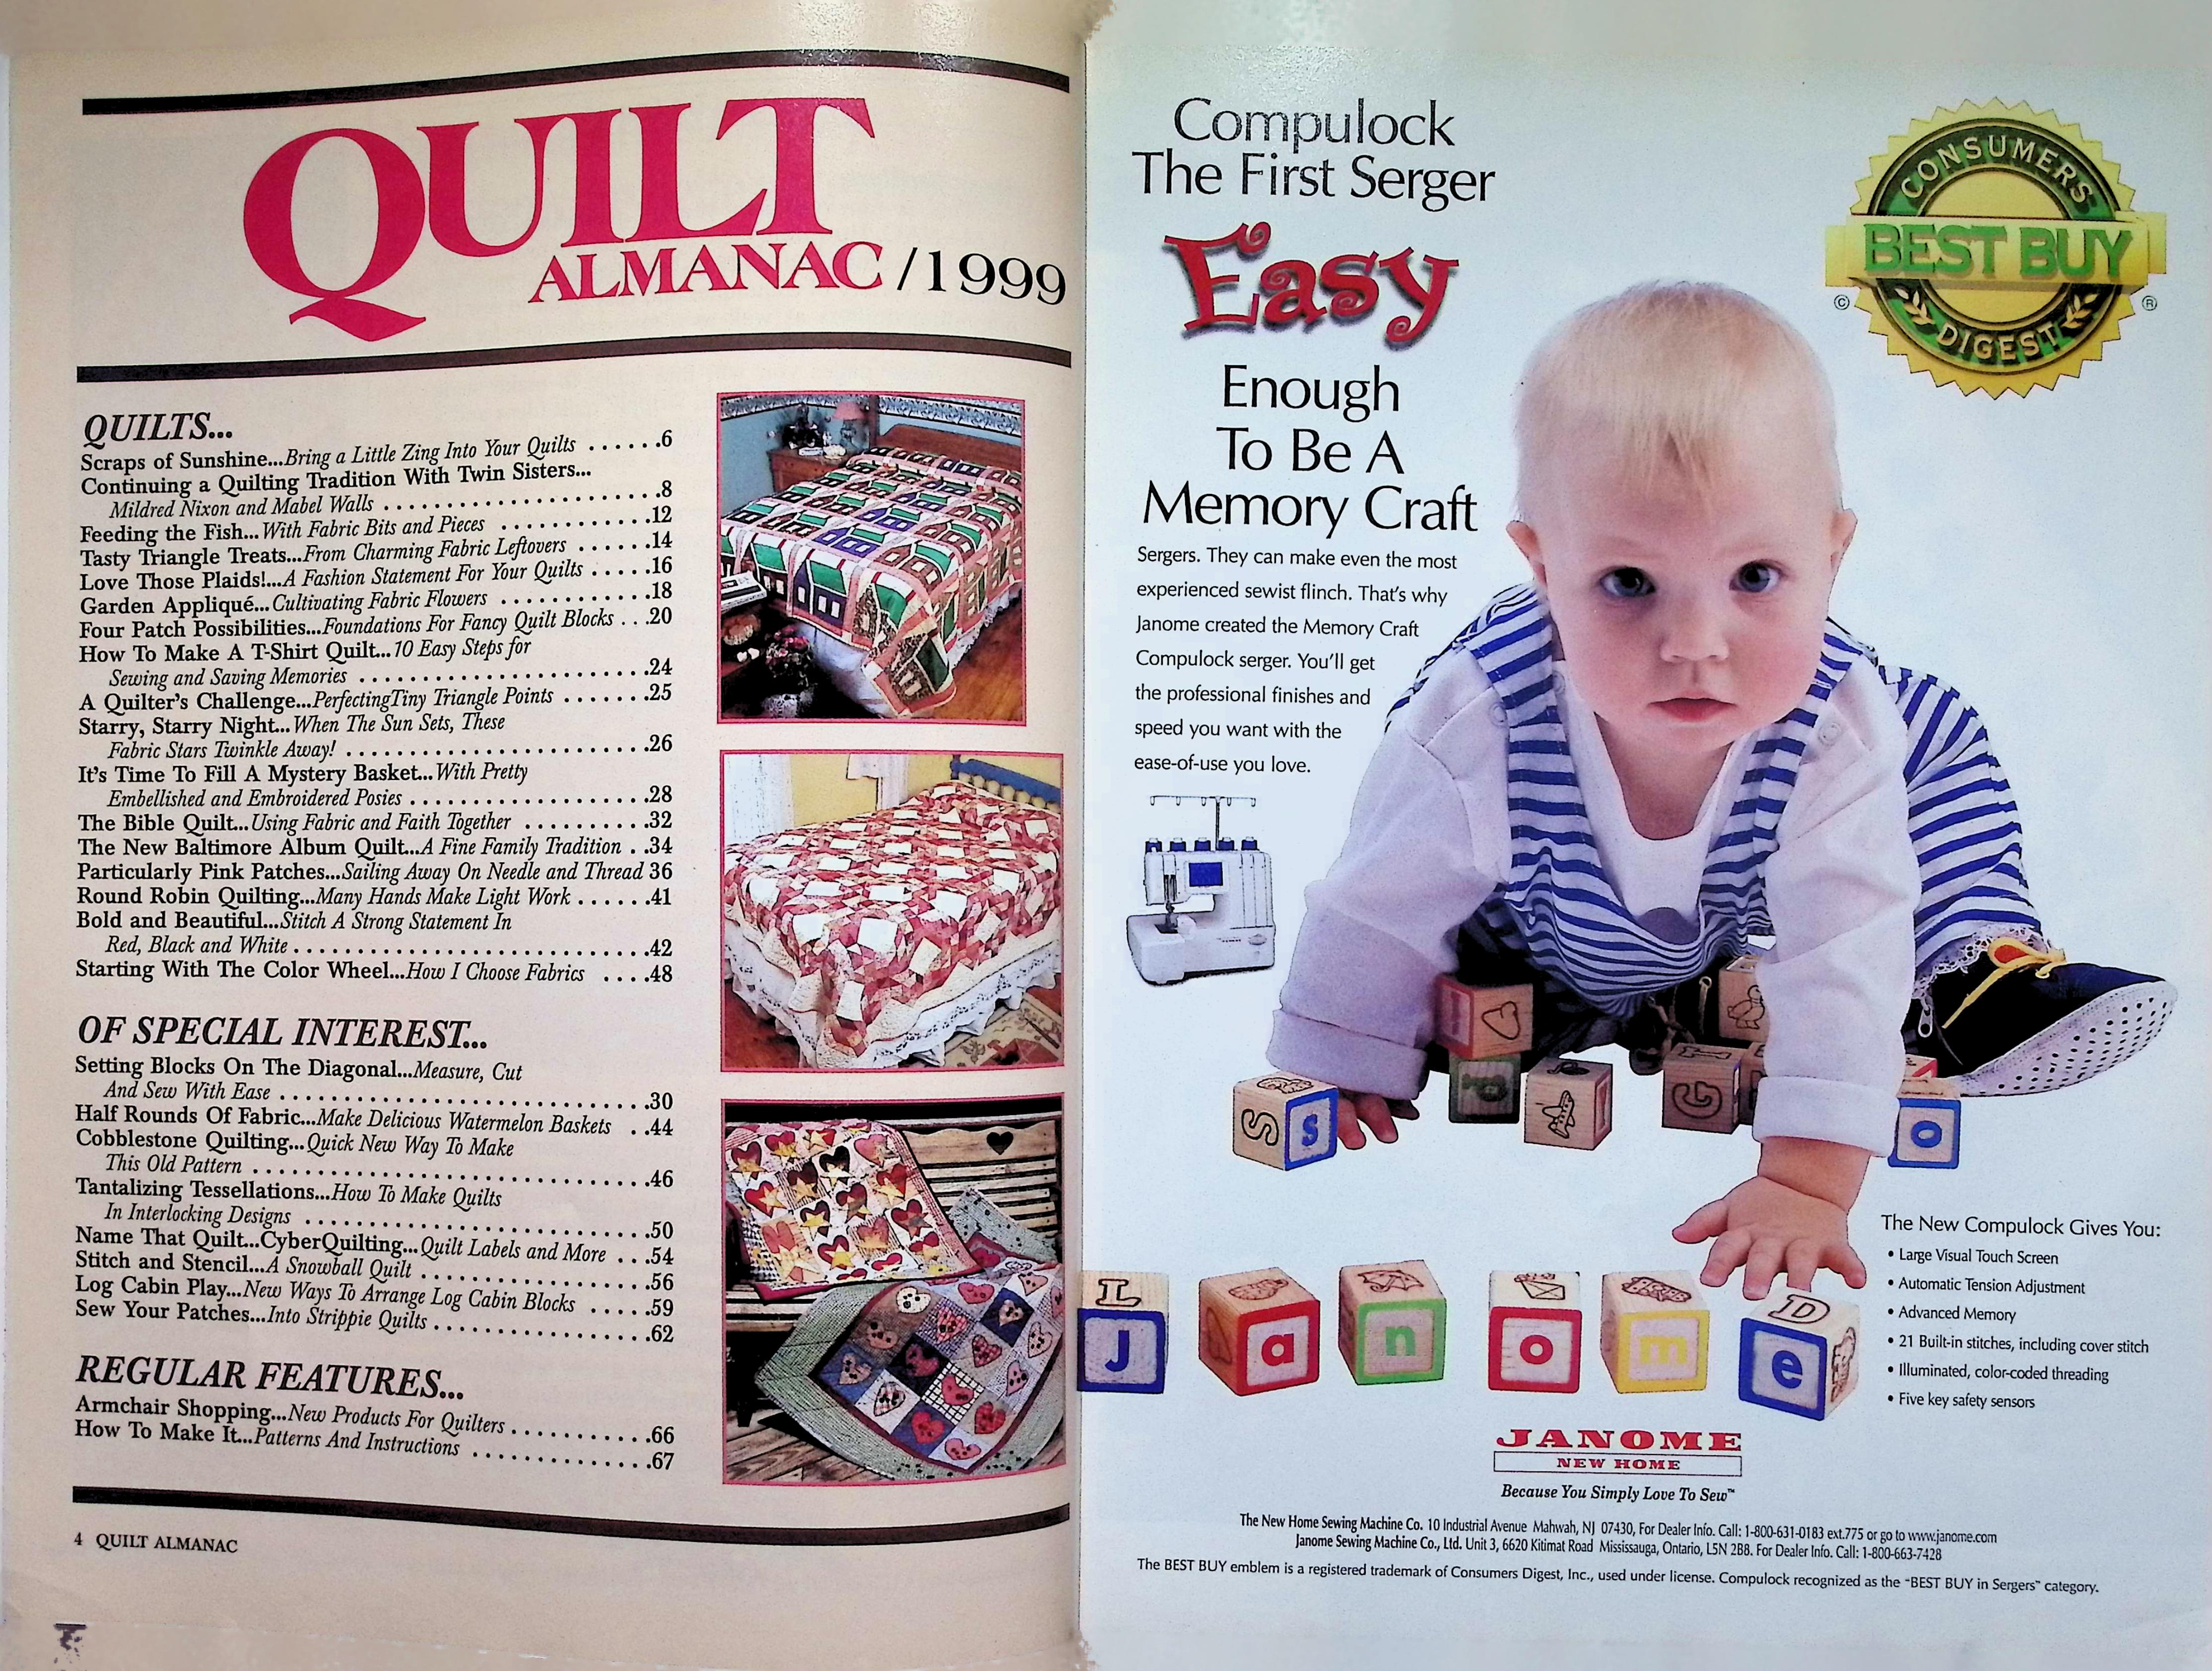 QUILT
ALMANAC/1999
QUILTS...
Scraps of Sunshine...Bring a Little Zing Into Your Quilts . . . . . .6
Continuing a Quilting Tradition With Twin Sisters...
Mildred Nixon and Mabel Walls . . . . . . . . . . . . . . . . . . . . . .8
Feeding the Fish...With Fabric Bits and Pieces . . . . . . . . . . . .12
Tasty Triangle Treats...From Charming Fabric Leftovers . . . . . .14
Love Those Plaids!...A Fashion Statement For Your Quilts . . . . .16
Garden Appliqué...Cultivating Fabric Flowers . . . . . . . . . . . .18
Four Patch Possibilities...Foundations For Fancy Quilt Blocks . . .20
How To Make A T-Shirt Quilt...10 Easy Steps for
Sewing and Saving Memories . . . . . . . . . . . . . . . . . . . . . .24
A Quilter's Challenge...PerfectingTiny Triangle Points . . . . . . .25
Starry, Starry Night...When The Sun Sets, These
Fabric Stars Twinkle Away! . . . . . . . . . . . . . . . . . . . . . . . .26
It's Time To Fill A Mystery Basket...With Pretty
Embellished and Embroidered Posies . . . . . . . . . . . . . . . . . . .28
The Bible Quilt...Using Fabric and Faith Together . . . . . . . . . .32
The New Baltimore Album Quilt...A Fine Family Tradition . .34
Particularly Pink Patches...Sailing Away On Needle and Thread 36
Round Robin Quilting...Many Hands Make Light Work . . . . . .41
Bold and Beautiful...Stitch A Strong Statement In
Red, Black and White . . . . . . . . . . . . . . . . . . . . . . . . . . . .42
Starting With The Color Wheel...How I Choose Fabrics . . . .48
OF SPECIAL INTEREST...
Setting Blocks On The Diagonal...Measure, Cut
And Sew With Ease . . . . . . . . . . . . . . . . . . . . . . . . . . . . . .30
Half Rounds Of Fabric...Make Delicious Watermelon Baskets . .44
Cobblestone Quilting...Quick New Way To Make
This Old Pattern . . . . . . . . . . . . . . . . . . . . . . . . . . . . . . . .46
Tantalizing Tessellations...How To Make Quilts
In Interlocking Designs . . . . . . . . . . . . . . . . . . . . . . . . . . .50
Name That Quilt...CyberQuilting...Quilt Labels and More . . .54
Stitch and Stencil...A Snowball Quilt . . . . . . . . . . . . . . . . . .56
Log Cabin Play...New Ways To Arrange Log Cabin Blocks . . . . .59
Sew Your Patches...Into Strippie Quilts . . . . . . . . . . . . . . . . .62
REGULAR FEATURES...
Armchair Shopping...New Products For Quilters . . . . . . . . . . .66
How To Make It...Patterns And Instructions . . . . . . . . . . . . . .67
4 QUILT ALMANAC
Compulock
The First Serger
Easy
Enough
To Be A
Memory Craft
CONSUMERS
BEST BUY
© ®
DIGEST
Sergers. They can make even the most
experienced sewist flinch. That's why
Janome created the Memory Craft
Compulock serger. You'll get
the professional finishes and
speed you want with the
ease-of-use you love.
G
S s
o
L
D
J a n o m e
The New Compulock Gives You:
• Large Visual Touch Screen
• Automatic Tension Adjustment
• Advanced Memory
• 21 Built-in stitches, including cover stitch
• Illuminated, color-coded threading
• Five key safety sensors
JANOME
NEW HOME
Because You Simply Love To Sew™
The New Home Sewing Machine Co. 10 Industrial Avenue Mahwah, NJ 07430, For Dealer Info. Call: 1-800-631-0183 ext.775 or go to www.janome.com
Janome Sewing Machine Co., Ltd. Unit 3, 6620 Kitimat Road Mississauga, Ontario, L5N 2B8. For Dealer Info. Call: 1-800-663-7428
The BEST BUY emblem is a registered trademark of Consumers Digest, Inc., used under license. Compulock recognized as the "BEST BUY in Sergers" category.